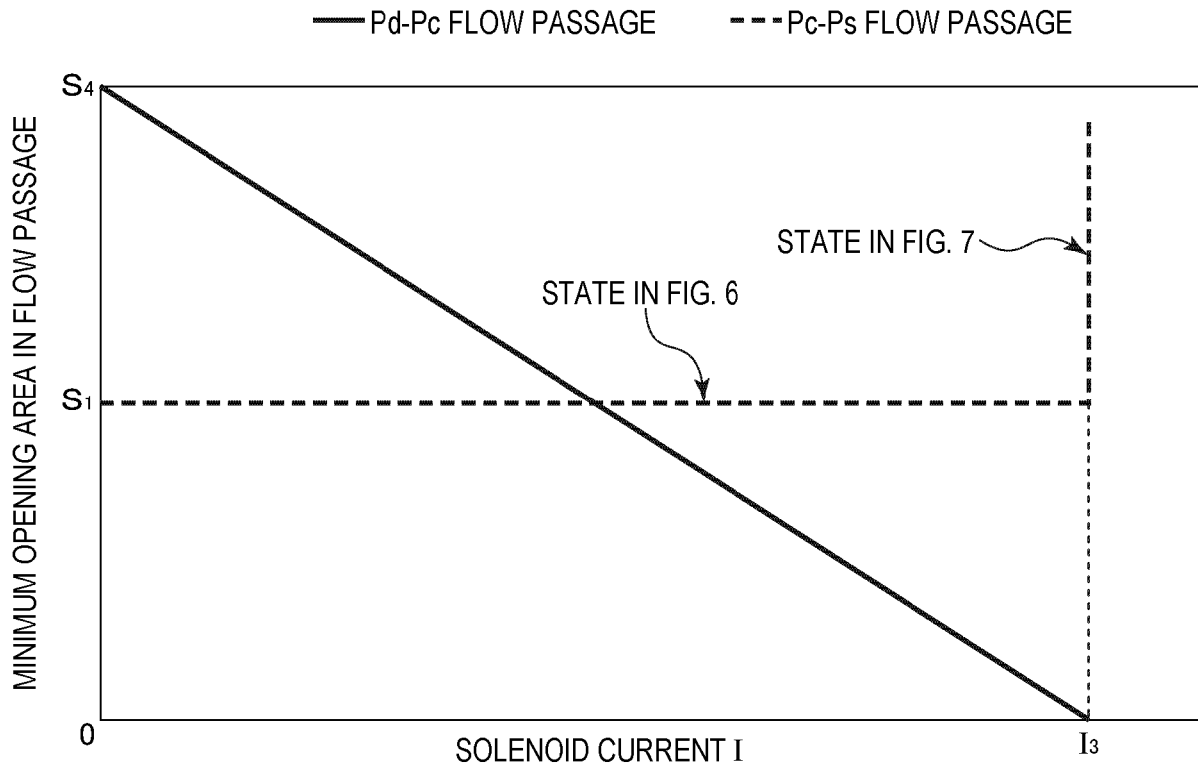 Pd-Pc FLOW PASSAGE
Pc-Ps FLOW PASSAGE
MINIMUM OPENING AREA IN FLOW PASSAGE
S4
STATE IN FIG. 7
STATE IN FIG. 6
S1
0
SOLENOID CURRENT I
I3